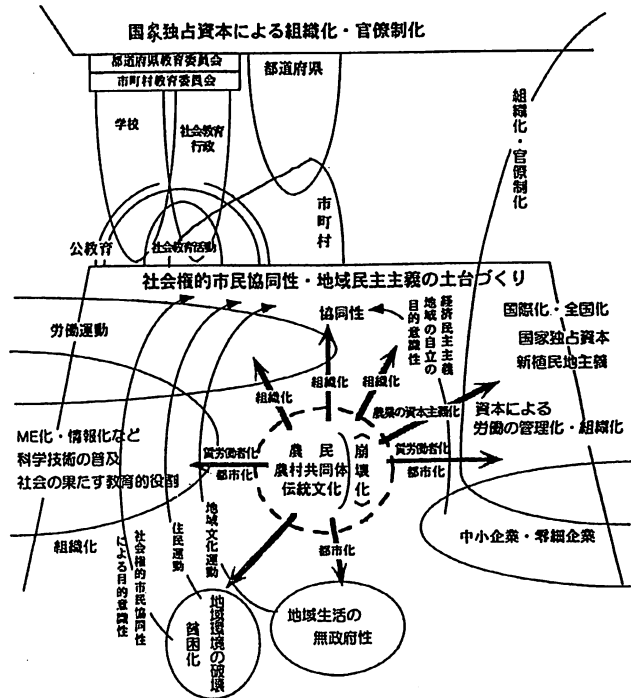 国家独占資本による組織化・官僚制化
都道府県教育委員会
市町村教育委員会
都道府県
学校
社会教育
行政
組織化・官僚制化
市町村
公教育
社会教育活動
社会権的市民協同性・地域民主主義の土台づくり
労働運動
協同性
経済民主主義
地域の自立の
目的意識性
国際化・全国化
国家独占資本
新植民地主義
組織化
組織化
組織化
農業の資本主義化
資本による
労働の管理化・組織化
ME化・情報化など
科学技術の普及
社会の果たす教育的役割
賃労働者化
都市化
農民
農村共同体
伝統文化
(崩壊化)
賃労働者化
都市化
組織化
社会権的市民協同性
による目的意識性
住民運動
地域文化運動
都市化
中小企業・零細企業
地域環境の破壊
貧困化
地域生活の
無政府性